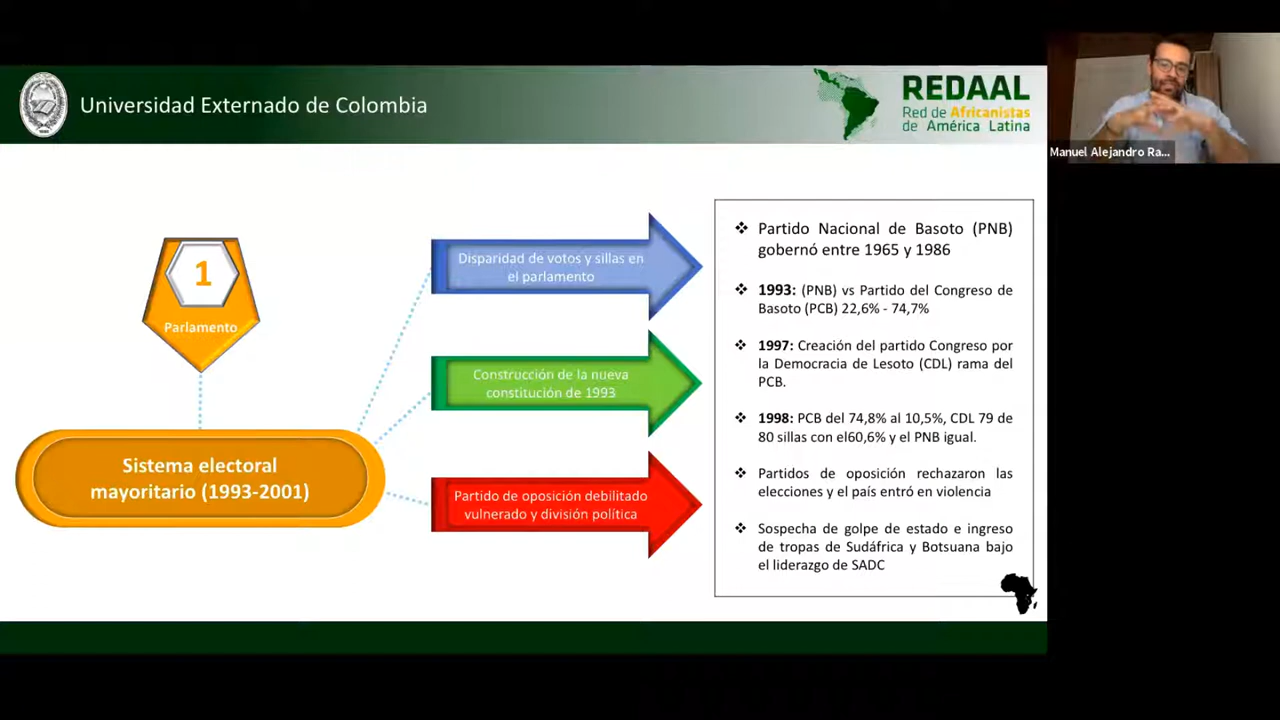 Universidad Externado de Colombia
REDAAL
Red de Africanistas
de América Latina
Manuel Alejandro Ra...
1
Parlamento
Sistema electoral
mayoritario (1993-2001)
Disparidad de votos y sillas en
el parlamento
Construcción de la nueva
constitución de 1993
Partido de oposición debilitado
vulnerado y división política
❖ Partido Nacional de Basoto (PNB)
gobernó entre 1965 y 1986
❖ 1993: (PNB) vs Partido del Congreso de
Basoto (PCB) 22,6% - 74,7%
❖ 1997: Creación del partido Congreso por
la Democracia de Lesoto (CDL) rama del
PCB.
❖ 1998: PCB del 74,8% al 10,5%, CDL 79 de
80 sillas con el60,6% y el PNB igual.
❖ Partidos de oposición rechazaron las
elecciones y el país entró en violencia
❖ Sospecha de golpe de estado e ingreso
de tropas de Sudáfrica y Botsuana bajo
el liderazgo de SADC